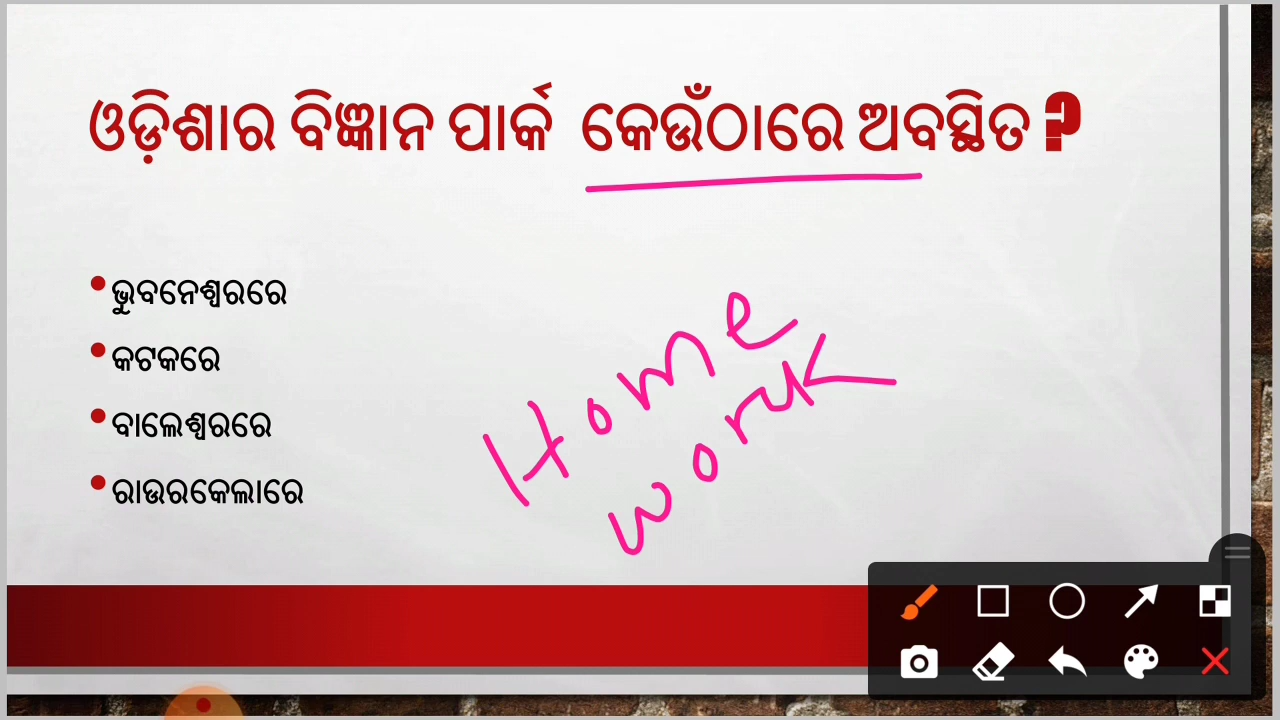 ଓଡ଼ିଶାର ବିଜ୍ଞାନ ପାର୍କ କେଉଁଠାରେ ଅବସ୍ଥିତ ?
•ଭୁବନେଶ୍ୱରରେ
•କଟକରେ
•ବାଲେଶ୍ୱରରେ
•ରାଉରକେଲାରେ
Home
work